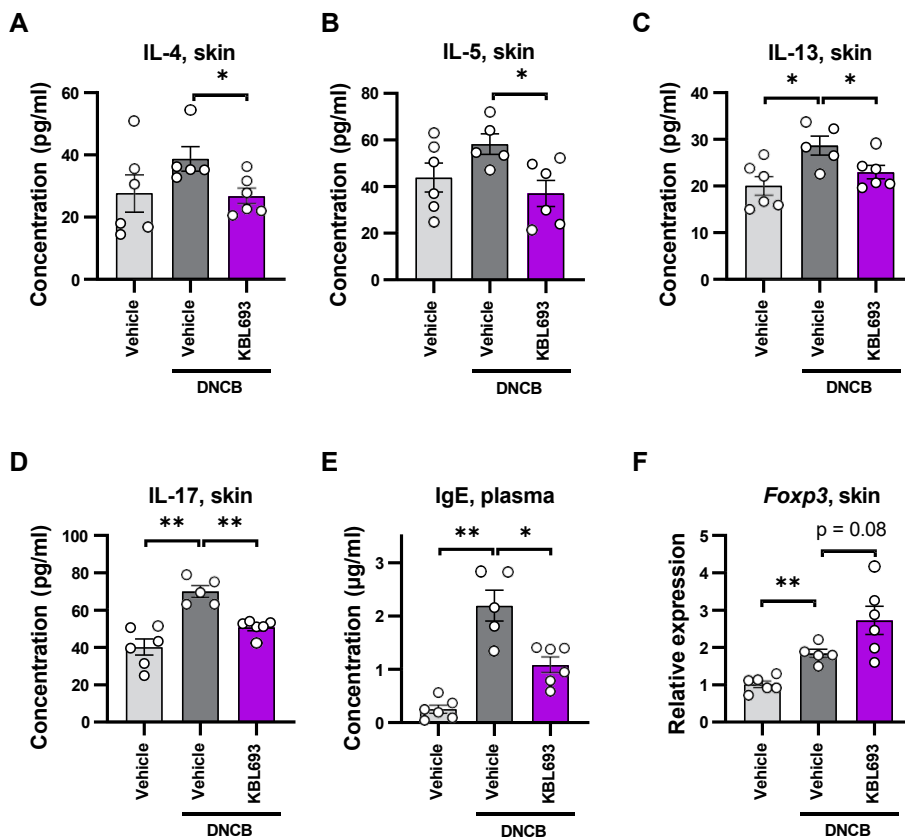 A
IL-4, skin
*
Concentration (pg/ml)
60
40
20
0
Vehicle
Vehicle
KBL693
DNCB
B
IL-5, skin
*
Concentration (pg/ml)
80
60
40
20
0
Vehicle
Vehicle
KBL693
DNCB
C
IL-13, skin
* *
Concentration (pg/ml)
40
30
20
10
0
Vehicle
Vehicle
KBL693
DNCB
D
IL-17, skin
** **
Concentration (pg/ml)
100
80
60
40
20
0
Vehicle
Vehicle
KBL693
DNCB
E
IgE, plasma
** *
Concentration (μg/ml)
3
2
1
0
Vehicle
Vehicle
KBL693
DNCB
F
Foxp3, skin
p = 0.08
**
Relative expression
5
4
3
2
1
0
Vehicle
Vehicle
KBL693
DNCB